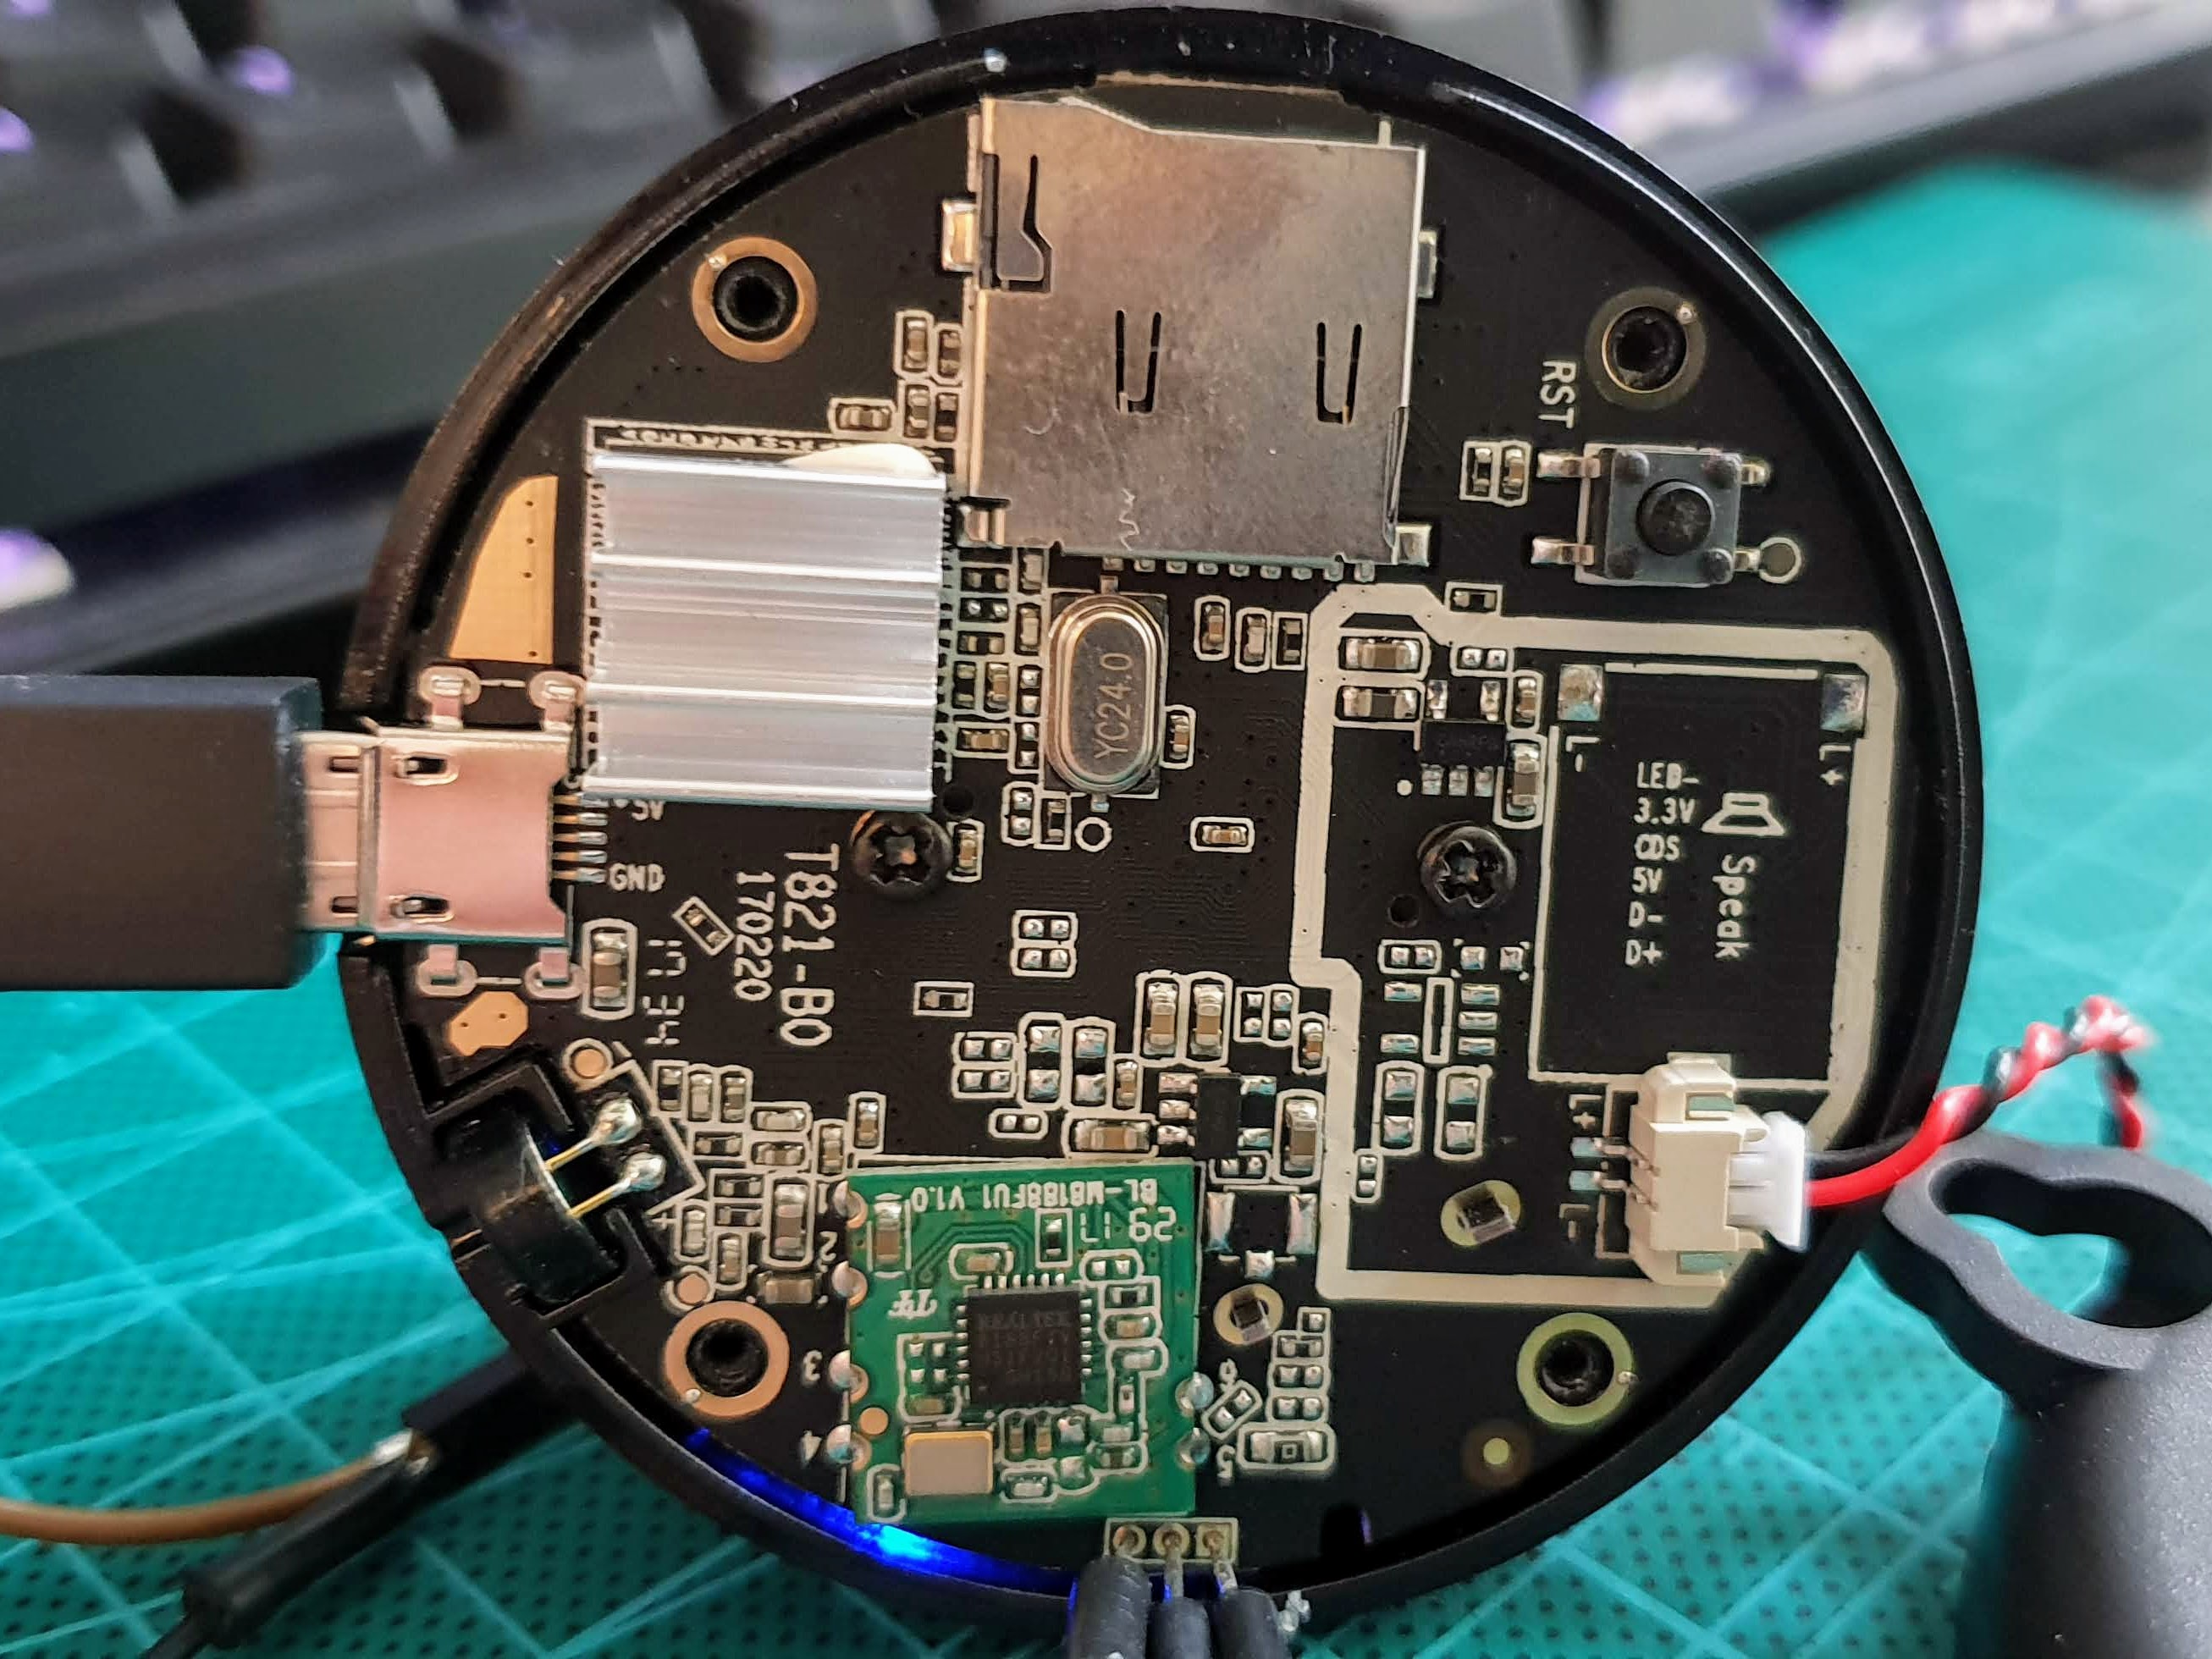 RST
YC24.0
L-
L+
LED-
3.3V
CDS
5V
D-
D+
Speak
5V
GND
T821-B0
170220
L+
L-
BL-M8188FU1 V1.0
29 17
REALTEK
1
2
3
4
5
6